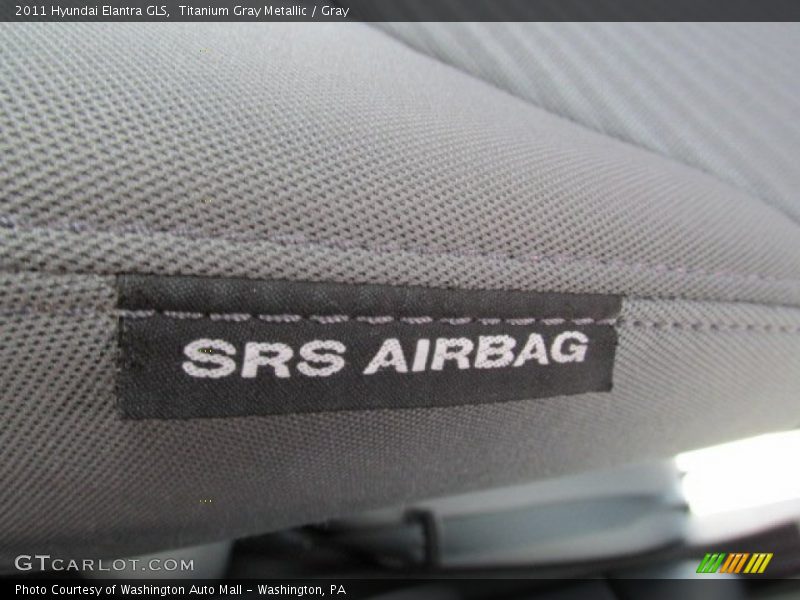 2011 Hyundai Elantra GLS,  Titanium Gray Metallic / Gray
SRS AIRBAG
GTCARLOT.COM
Photo Courtesy of Washington Auto Mall - Washington, PA